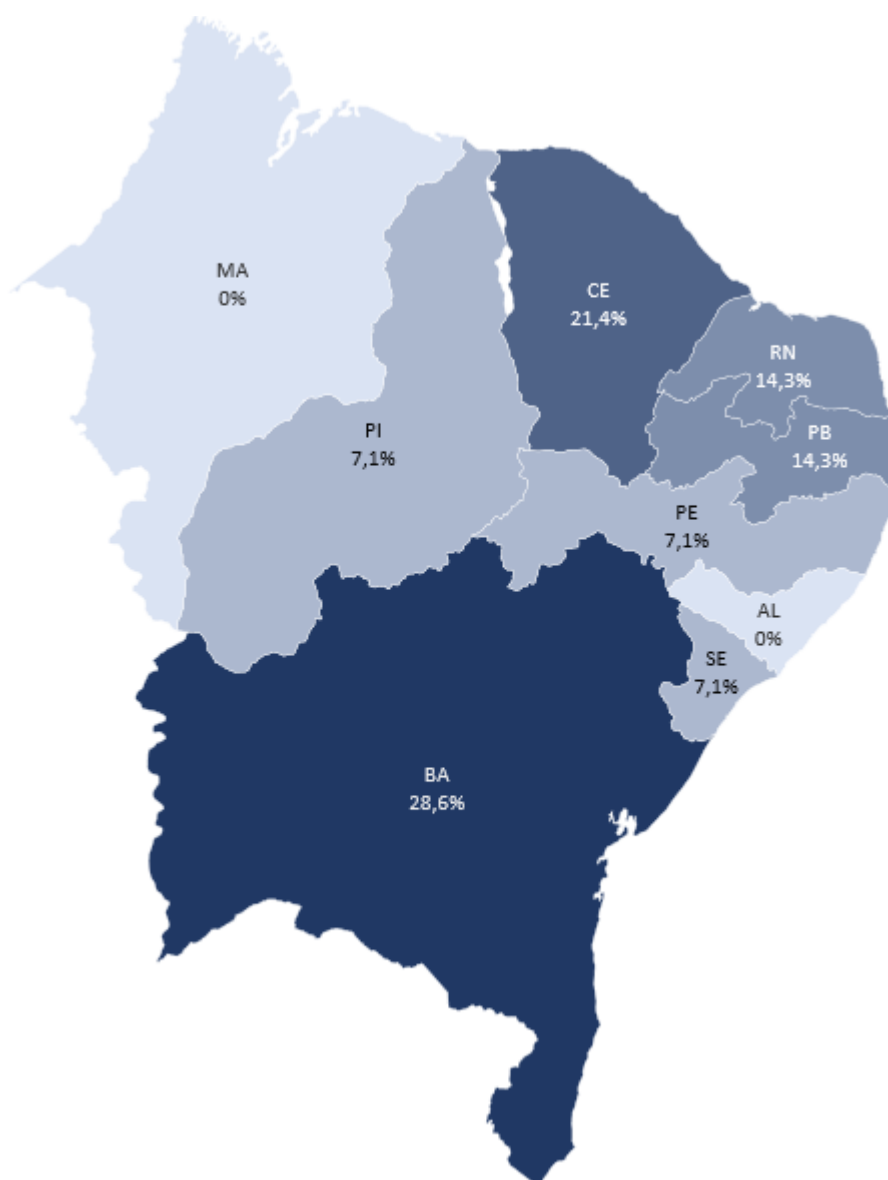 MA
0%
CE
21,4%
RN
14,3%
PI
7,1%
PB
14,3%
PE
7,1%
AL
0%
SE
7,1%
BA
28,6%